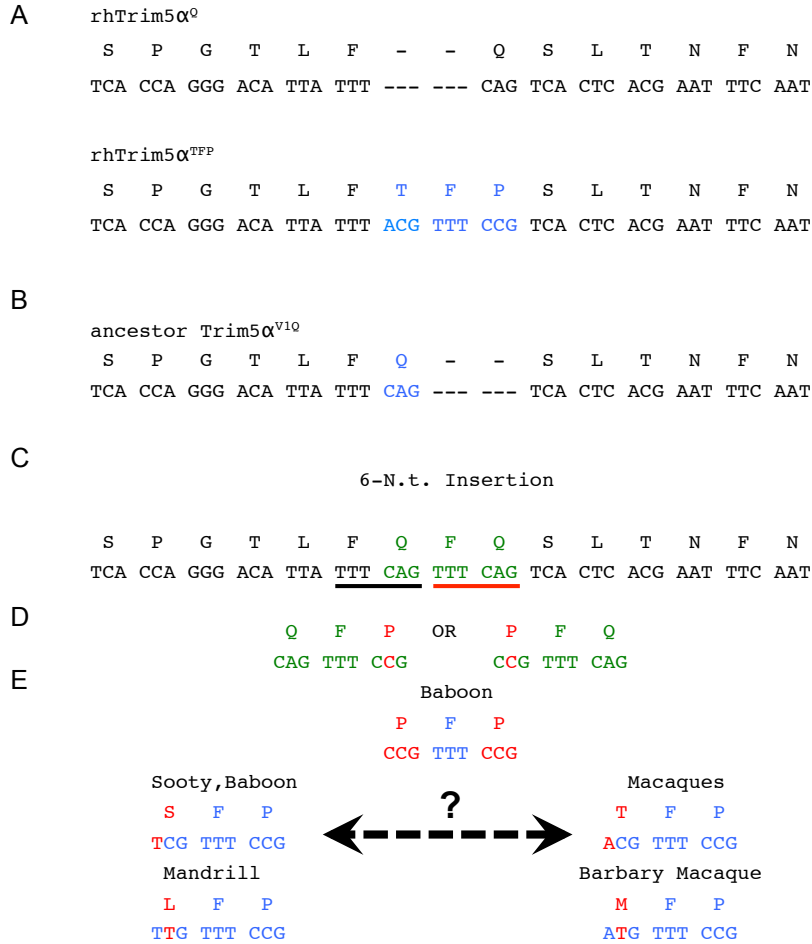 A
rhTrim5α^Q
S P G T L F - - Q S L T N F N
TCA CCA GGG ACA TTA TTT --- --- CAG TCA CTC ACG AAT TTC AAT
rhTrim5α^TFP
S P G T L F T F P S L T N F N
TCA CCA GGG ACA TTA TTT ACG TTT CCG TCA CTC ACG AAT TTC AAT
B
ancestor Trim5α^V1Q
S P G T L F Q - - S L T N F N
TCA CCA GGG ACA TTA TTT CAG --- --- TCA CTC ACG AAT TTC AAT
C
6-N.t. Insertion
S P G T L F Q F Q S L T N F N
TCA CCA GGG ACA TTA TTT CAG TTT CAG TCA CTC ACG AAT TTC AAT
D
Q F P OR P F Q
CAG TTT CCG CCG TTT CAG
E
Baboon
P F P
CCG TTT CCG
Sooty,Baboon
S F P
TCG TTT CCG
Mandrill
L F P
TTG TTT CCG
?
Macaques
T F P
ACG TTT CCG
Barbary Macaque
M F P
ATG TTT CCG